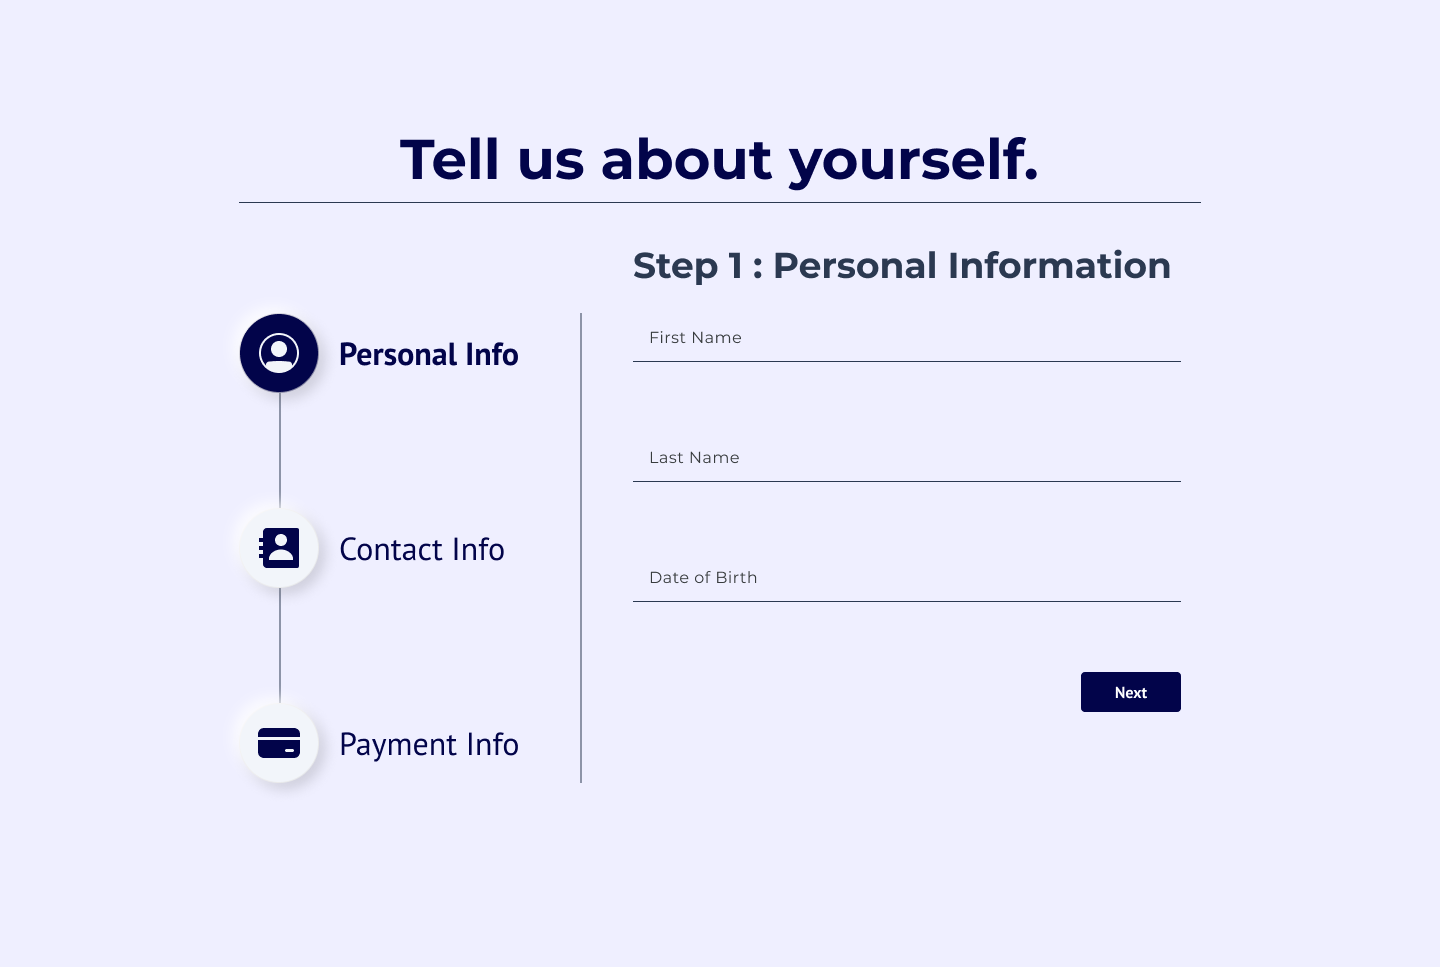 Tell us about yourself.
Step 1 : Personal Information
Personal Info
Contact Info
Payment Info
First Name
Last Name
Date of Birth
Next